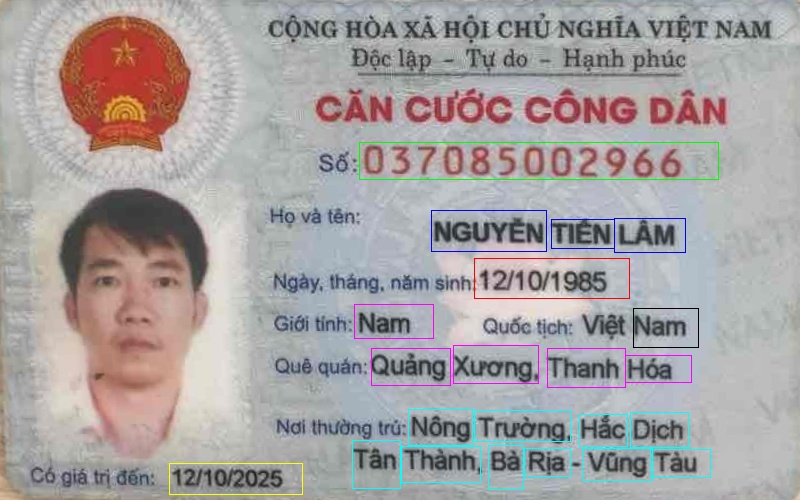 CỘNG HÒA XÃ HỘI CHỦ NGHĨA VIỆT NAM
Độc lập - Tự do - Hạnh phúc
CĂN CƯỚC CÔNG DÂN
Số: 037085002966
Họ và tên: NGUYỄN TIẾN LÂM
Ngày, tháng, năm sinh: 12/10/1985
Giới tính: Nam Quốc tịch: Việt Nam
Quê quán: Quảng Xương, Thanh Hóa
Nơi thường trú: Nông Trường, Hắc Dịch
Tân Thành, Bà Rịa - Vũng Tàu
Có giá trị đến: 12/10/2025